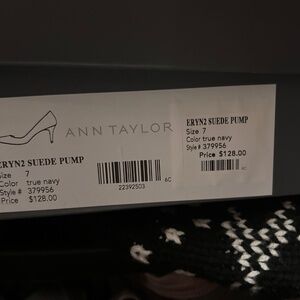 ANN TAYLOR
ERYN2 SUEDE PUMP
Size 7
Color true navy
Style # 379956
Price $128.00
22392503
6C
ERYN2 SUEDE PUMP
Size 7
Color true navy
Style # 379956
Price $128.00